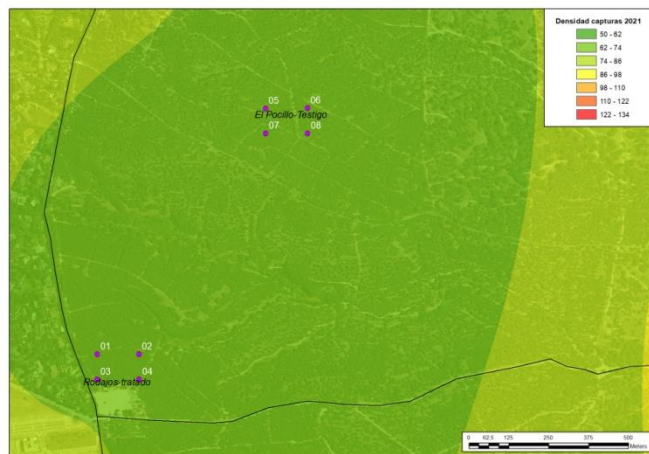 Densidad capturas 2021
50 - 62
62 - 74
74 - 86
86 - 98
98 - 110
110 - 122
122 - 134
05 06
El Pocillo-Testigo
07 08
01 02
03 04
Rodajos-tratado
0 62,5 125 250 375 500
Meters